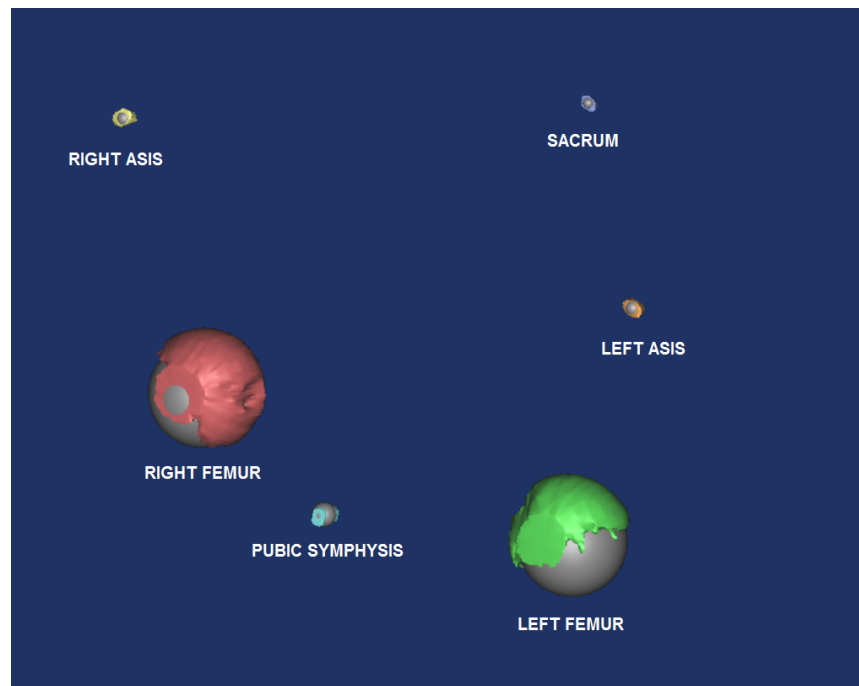 SACRUM
RIGHT ASIS
LEFT ASIS
RIGHT FEMUR
PUBIC SYMPHYSIS
LEFT FEMUR